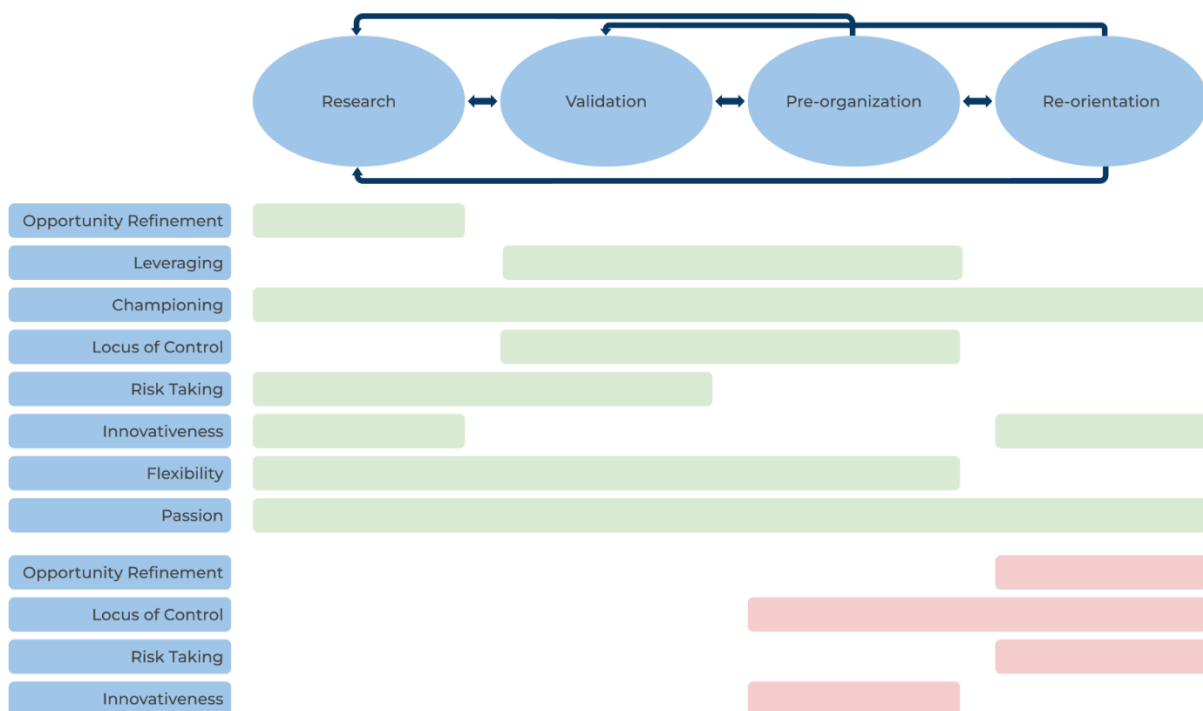 Research
Validation
Pre-organization
Re-orientation
Opportunity Refinement
Leveraging
Championing
Locus of Control
Risk Taking
Innovativeness
Flexibility
Passion
Opportunity Refinement
Locus of Control
Risk Taking
Innovativeness